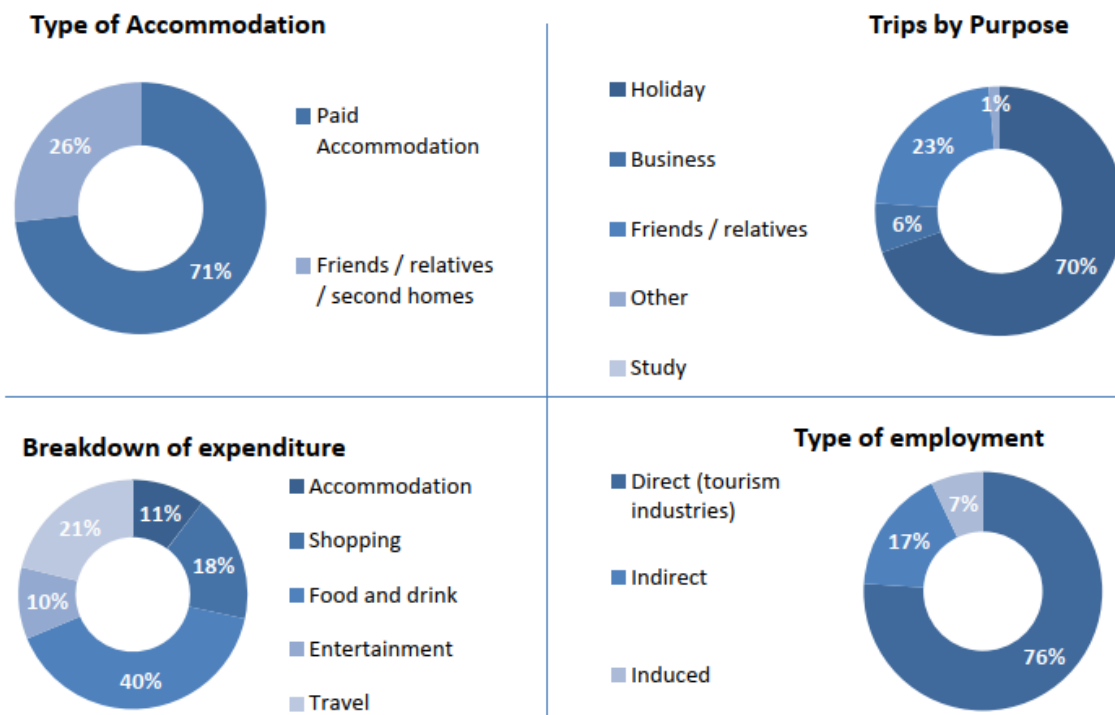 Type of Accommodation
26%
71%
Paid
Accommodation
Friends / relatives
/ second homes
Trips by Purpose
Holiday
Business
Friends / relatives
Other
Study
1%
23%
6%
70%
Breakdown of expenditure
11%
21%
18%
10%
40%
Accommodation
Shopping
Food and drink
Entertainment
Travel
Type of employment
Direct (tourism
industries)
Indirect
Induced
7%
17%
76%